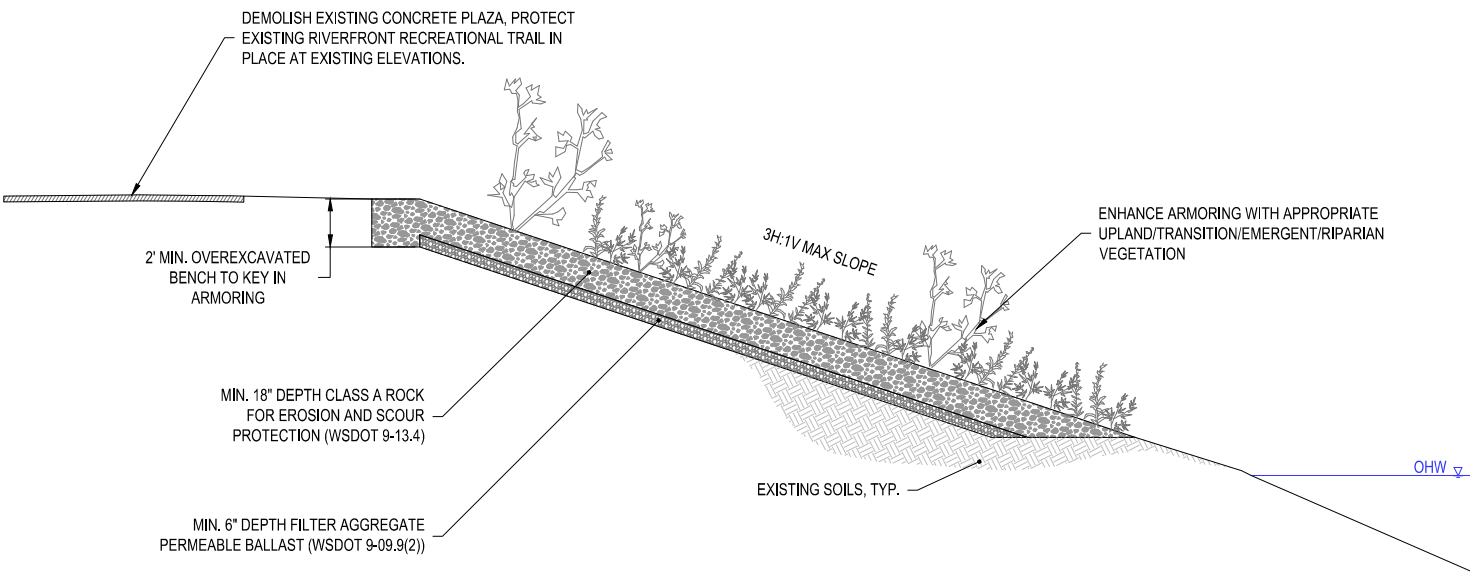 DEMOLISH EXISTING CONCRETE PLAZA, PROTECT
EXISTING RIVERFRONT RECREATIONAL TRAIL IN
PLACE AT EXISTING ELEVATIONS.
ENHANCE ARMORING WITH APPROPRIATE
UPLAND/TRANSITION/EMERGENT/RIPARIAN
VEGETATION
3H:1V MAX SLOPE
2' MIN. OVEREXCAVATED
BENCH TO KEY IN
ARMORING
MIN. 18" DEPTH CLASS A ROCK
FOR EROSION AND SCOUR
PROTECTION (WSDOT 9-13.4)
OHW
EXISTING SOILS, TYP.
MIN. 6" DEPTH FILTER AGGREGATE
PERMEABLE BALLAST (WSDOT 9-09.9(2))